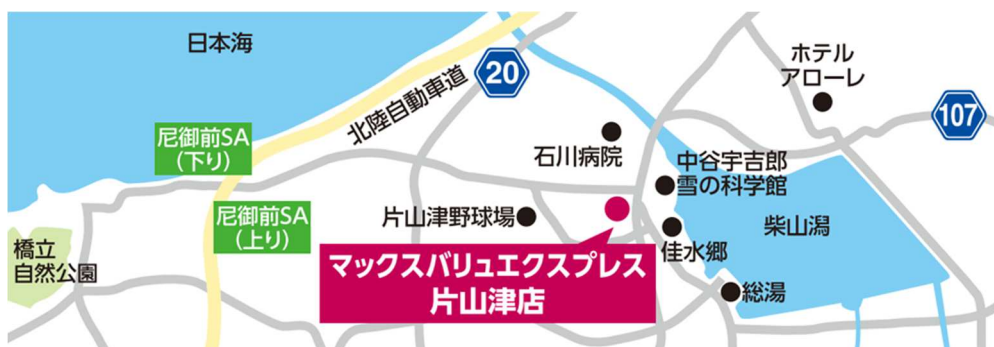 日本海
北陸自動車道
20
ホテル
アローレ
107
尼御前SA
(下り)
石川病院
中谷宇吉郎
雪の科学館
尼御前SA
(上り)
片山津野球場
柴山潟
佳水郷
橋立
自然公園
マックスバリュエクスプレス
片山津店
総湯